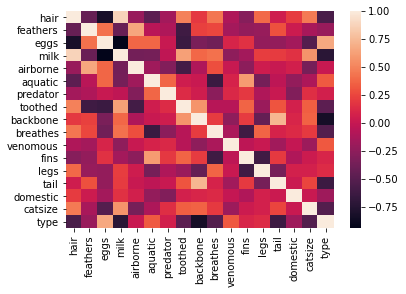 hair
feathers
eggs
milk
airborne
aquatic
predator
toothed
backbone
breathes
venomous
fins
legs
tail
domestic
catsize
type
hair
feathers
eggs
milk
airborne
aquatic
predator
toothed
backbone
breathes
venomous
fins
legs
tail
domestic
catsize
type
1.00
0.75
0.50
0.25
0.00
−0.25
−0.50
−0.75